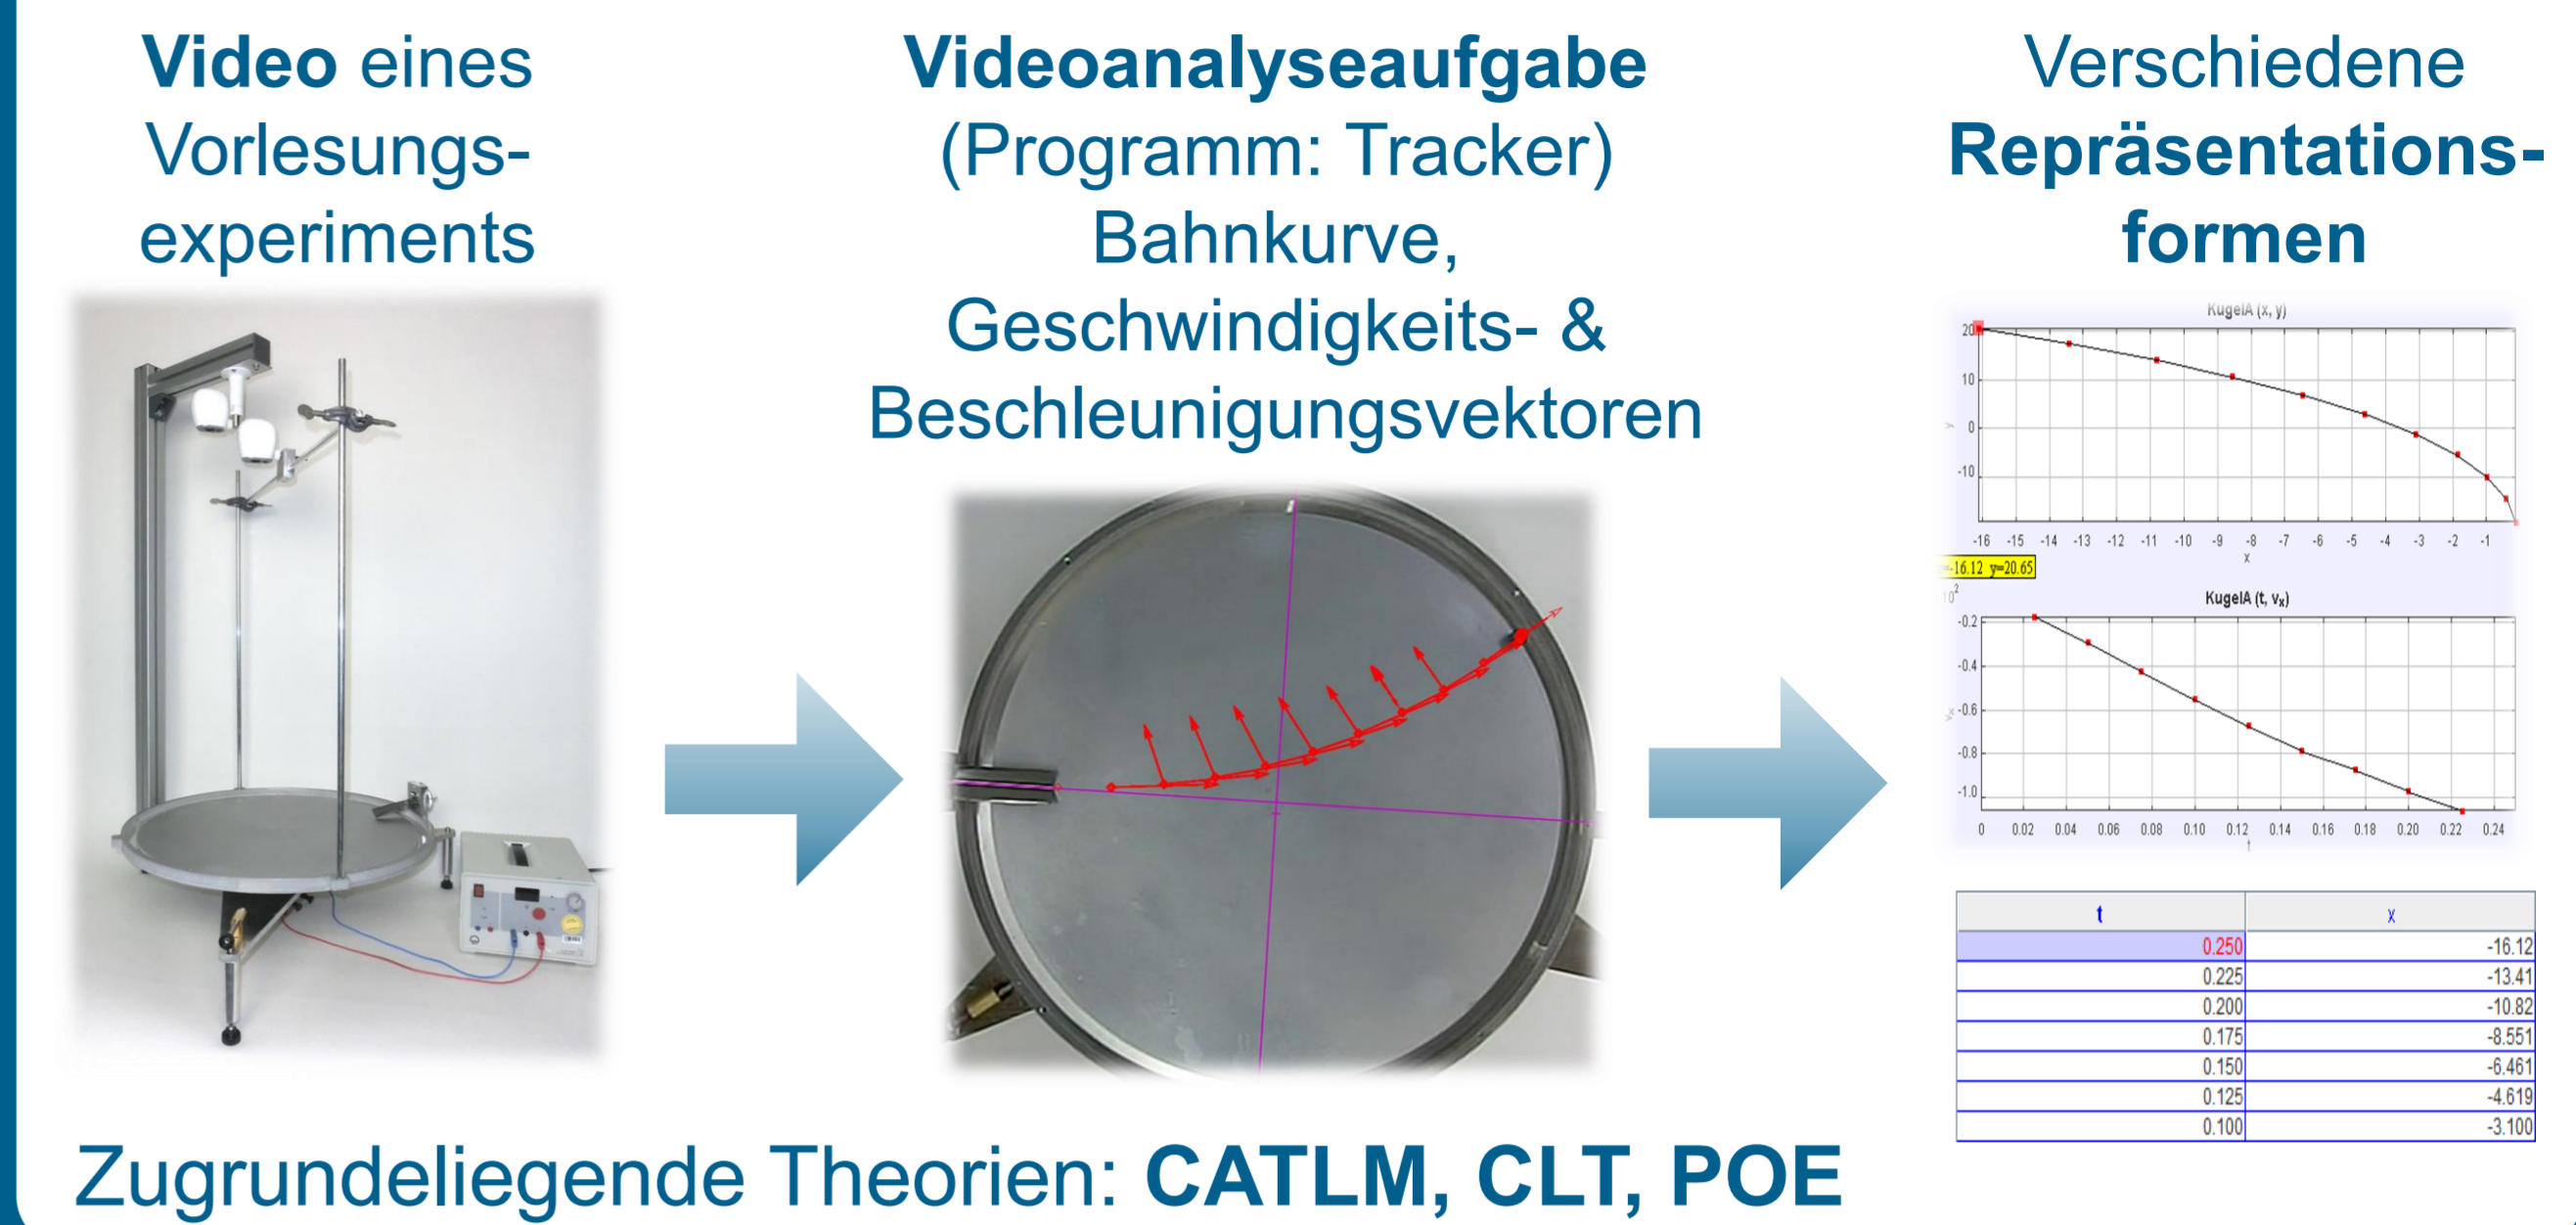 Video eines
Vorlesungs-
experiments
Videoanalyseaufgabe
(Programm: Tracker)
Bahnkurve,
Geschwindigkeits- &
Beschleunigungsvektoren
Verschiedene
Repräsentations-
formen
KugelA (x, y)
20
10
0
-10
y
-16 -15 -14 -13 -12 -11 -10 -9 -8 -7 -6 -5 -4 -3 -2 -1
x
-16.12 y=20.65
10²
KugelA (t, vₓ)
-0.2
-0.4
-0.6
-0.8
-1.0
vₓ
0 0.02 0.04 0.06 0.08 0.10 0.12 0.14 0.16 0.18 0.20 0.22 0.24
t
t x
0.250 -16.12
0.225 -13.41
0.200 -10.82
0.175 -8.551
0.150 -6.461
0.125 -4.619
0.100 -3.100
Zugrundeliegende Theorien: CATLM, CLT, POE